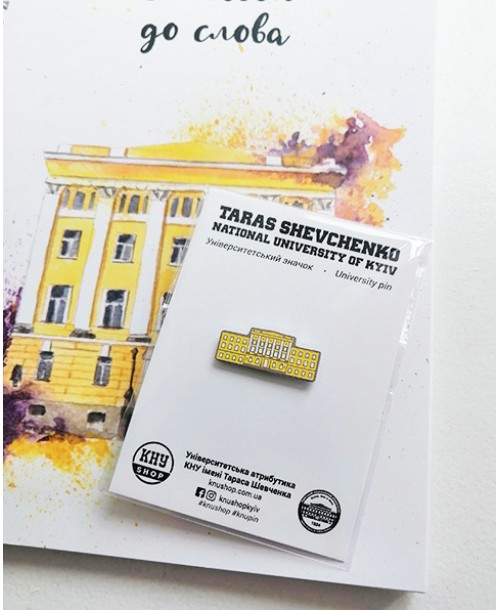 до слова
TARAS SHEVCHENKO
NATIONAL UNIVERSITY OF KYIV
Університетський значок · University pin
КНУ
SHOP
Університетська атрибутика
КНУ імені Тараса Шевченка
knushop.com.ua
knushopkyiv
#knushop #knupin
1834